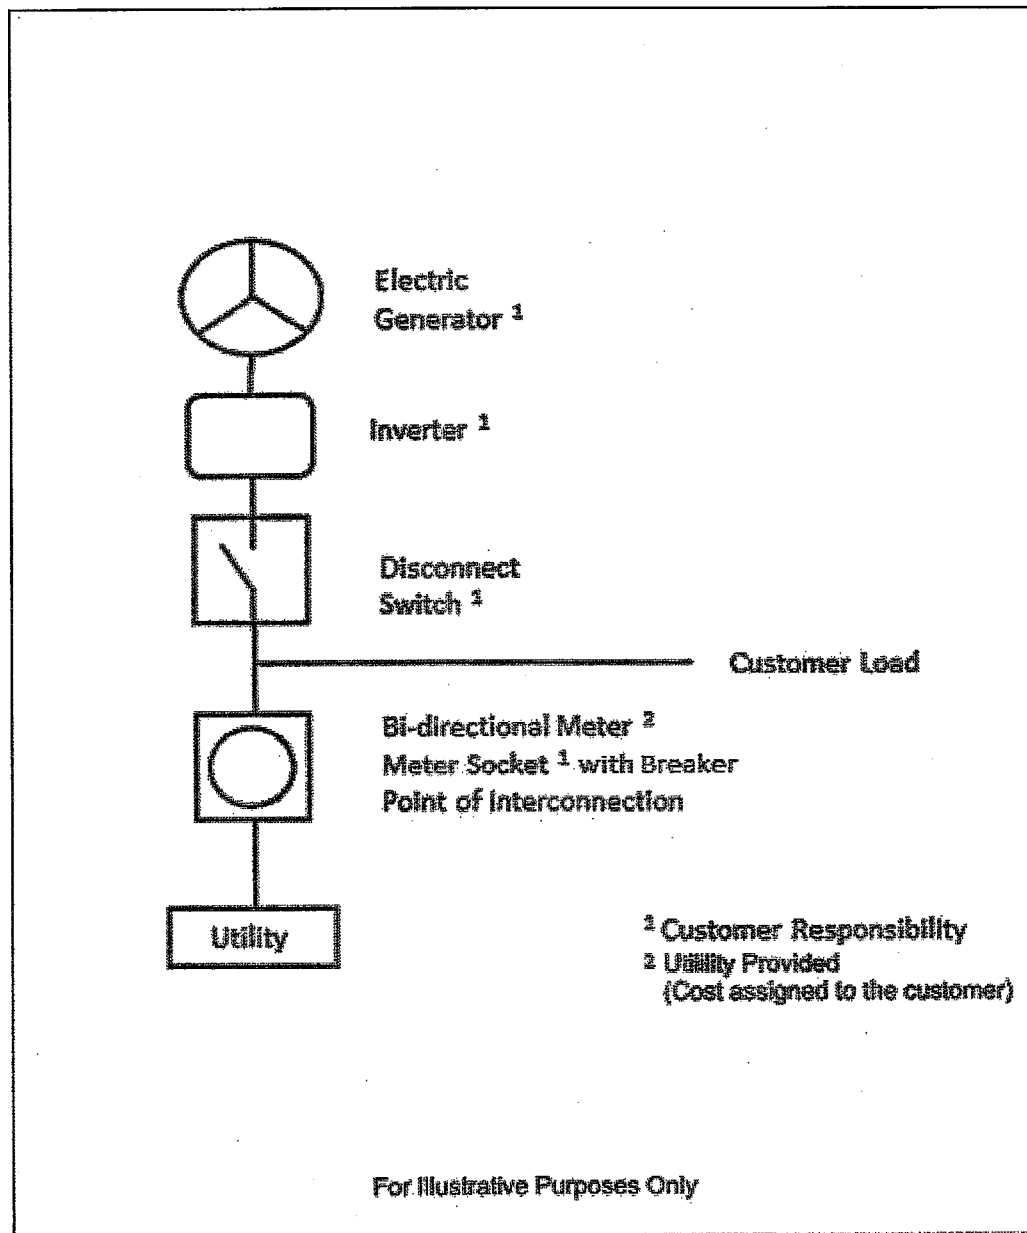 Electric
Generator ¹
Inverter ¹
Disconnect
Switch ¹
Customer Load
Bi-directional Meter ²
Meter Socket ¹ with Breaker
Point of Interconnection
Utility
¹ Customer Responsibility
² Utililty Provided
(Cost assigned to the customer)
For Illustrative Purposes Only